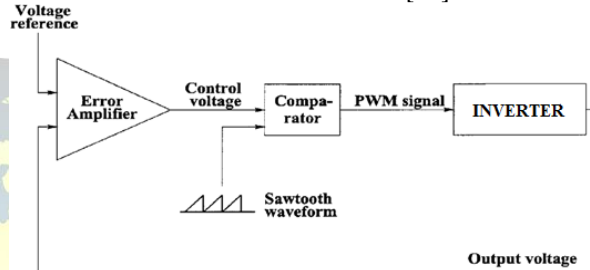 Voltage
reference
Error
Amplifier
Control
voltage
Compa-
rator
PWM signal
INVERTER
Sawtooth
waveform
Output voltage